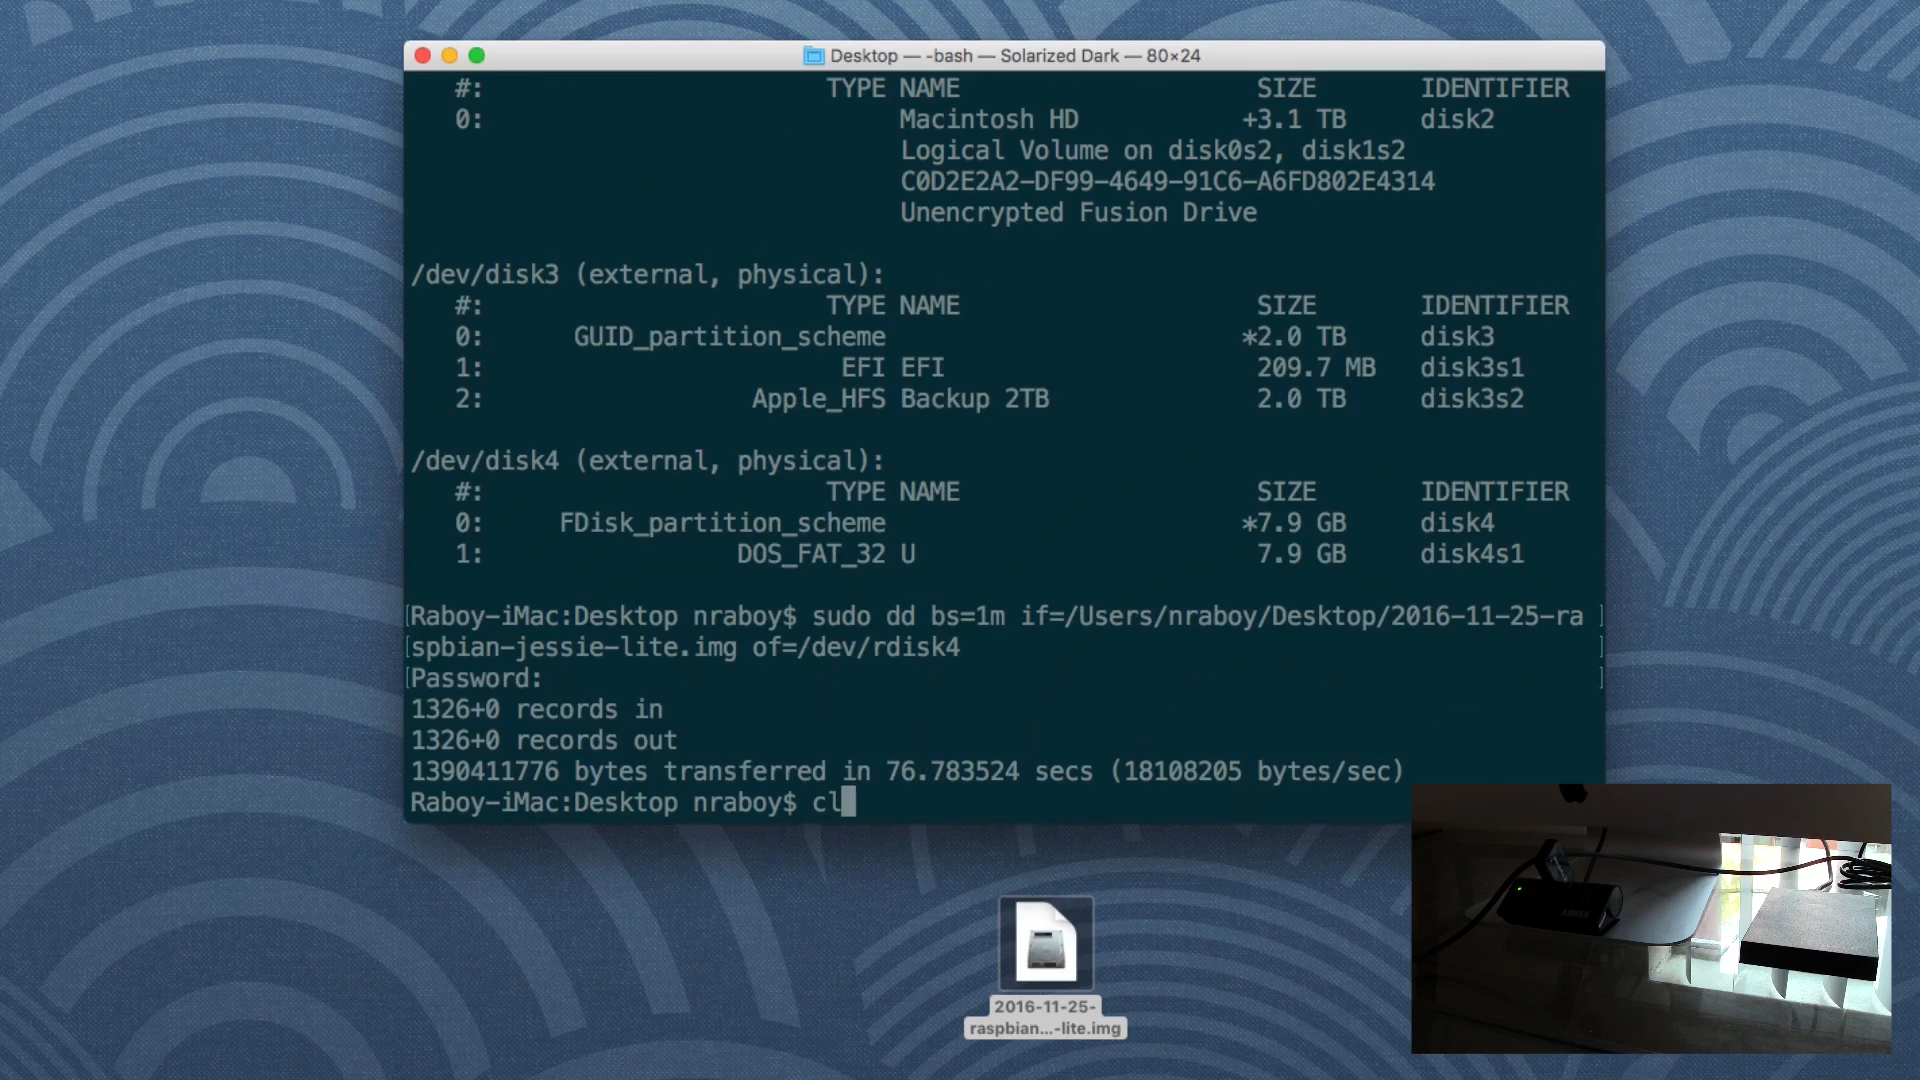 Desktop — -bash — Solarized Dark — 80×24
#: TYPE NAME SIZE IDENTIFIER
0: Macintosh HD +3.1 TB disk2
Logical Volume on disk0s2, disk1s2
C0D2E2A2-DF99-4649-91C6-A6FD802E4314
Unencrypted Fusion Drive
/dev/disk3 (external, physical):
#: TYPE NAME SIZE IDENTIFIER
0: GUID_partition_scheme *2.0 TB disk3
1: EFI EFI 209.7 MB disk3s1
2: Apple_HFS Backup 2TB 2.0 TB disk3s2
/dev/disk4 (external, physical):
#: TYPE NAME SIZE IDENTIFIER
0: FDisk_partition_scheme *7.9 GB disk4
1: DOS_FAT_32 U 7.9 GB disk4s1
[Raboy-iMac:Desktop nraboy$ sudo dd bs=1m if=/Users/nraboy/Desktop/2016-11-25-ra ]
[spbian-jessie-lite.img of=/dev/rdisk4 ]
[Password: ]
1326+0 records in
1326+0 records out
1390411776 bytes transferred in 76.783524 secs (18108205 bytes/sec)
Raboy-iMac:Desktop nraboy$ cl
2016-11-25-
raspbian...-lite.img